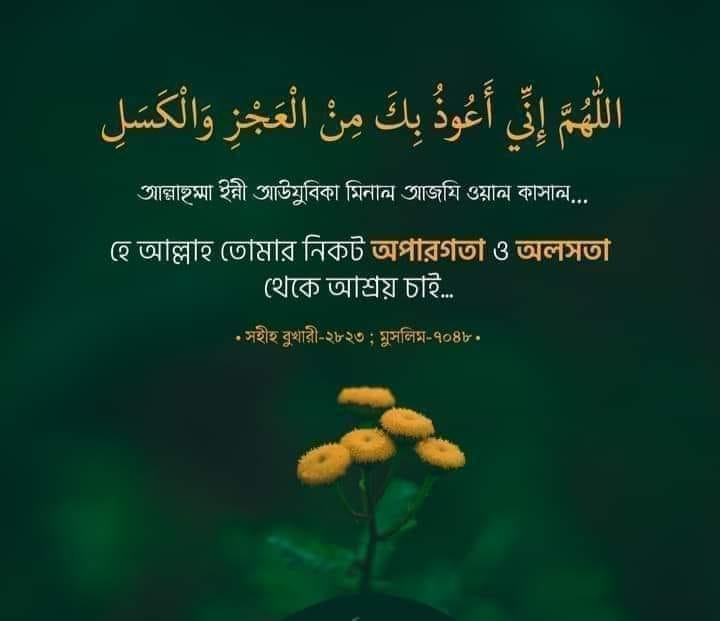 اللّٰهُمَّ إِنِّي أَعُوذُ بِكَ مِنْ الْعَجْزِ وَالْكَسَلِ
আল্লাহুম্মা ইন্নী আউযুবিকা মিনাল আজযি ওয়াল কাসাল...
হে আল্লাহ তোমার নিকট অপারগতা ও অলসতা
থেকে আশ্রয় চাই...
• সহীহ বুখারী-২৮২৩ ; মুসলিম-৭০৪৮ •